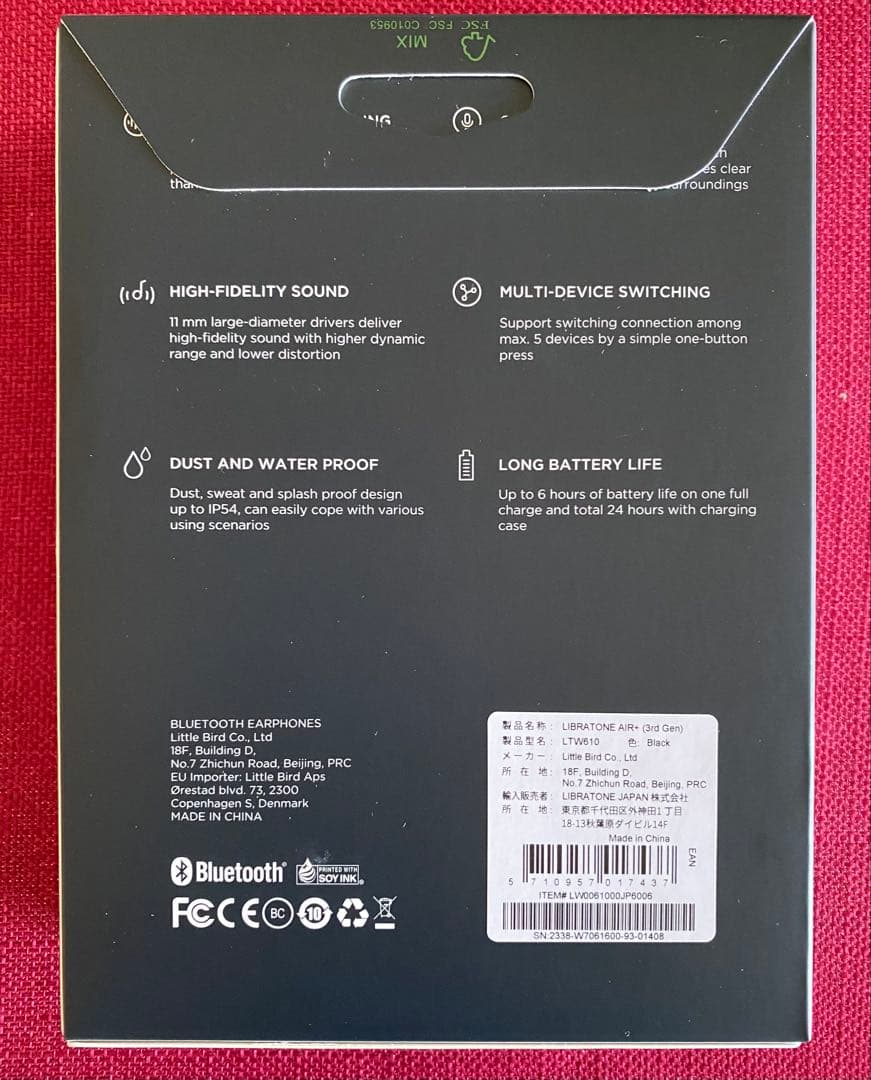 FSC FSC C010953
MIX
es clear
surroundings
HIGH-FIDELITY SOUND
11 mm large-diameter drivers deliver
high-fidelity sound with higher dynamic
range and lower distortion
MULTI-DEVICE SWITCHING
Support switching connection among
max. 5 devices by a simple one-button
press
DUST AND WATER PROOF
Dust, sweat and splash proof design
up to IP54, can easily cope with various
using scenarios
LONG BATTERY LIFE
Up to 6 hours of battery life on one full
charge and total 24 hours with charging
case
BLUETOOTH EARPHONES
Little Bird Co., Ltd
18F, Building D,
No.7 Zhichun Road, Beijing, PRC
EU Importer: Little Bird Aps
Ørestad blvd. 73, 2300
Copenhagen S, Denmark
MADE IN CHINA
Bluetooth®
PRINTED WITH
SOY INK
FC CE BC 10
製品名称: LIBRATONE AIR+ (3rd Gen)
製品型名: LTW610 色: Black
メーカー: Little Bird Co., Ltd
所在地: 18F, Building D,
No.7 Zhichun Road, Beijing, PRC
輸入販売者: LIBRATONE JAPAN 株式会社
所在地: 東京都千代田区外神田1丁目
18-13秋葉原ダイビル14F
Made in China
EAN
5 710957 017437
ITEM# LW0061000JP6006
SN:2338-W7061600-93-01408